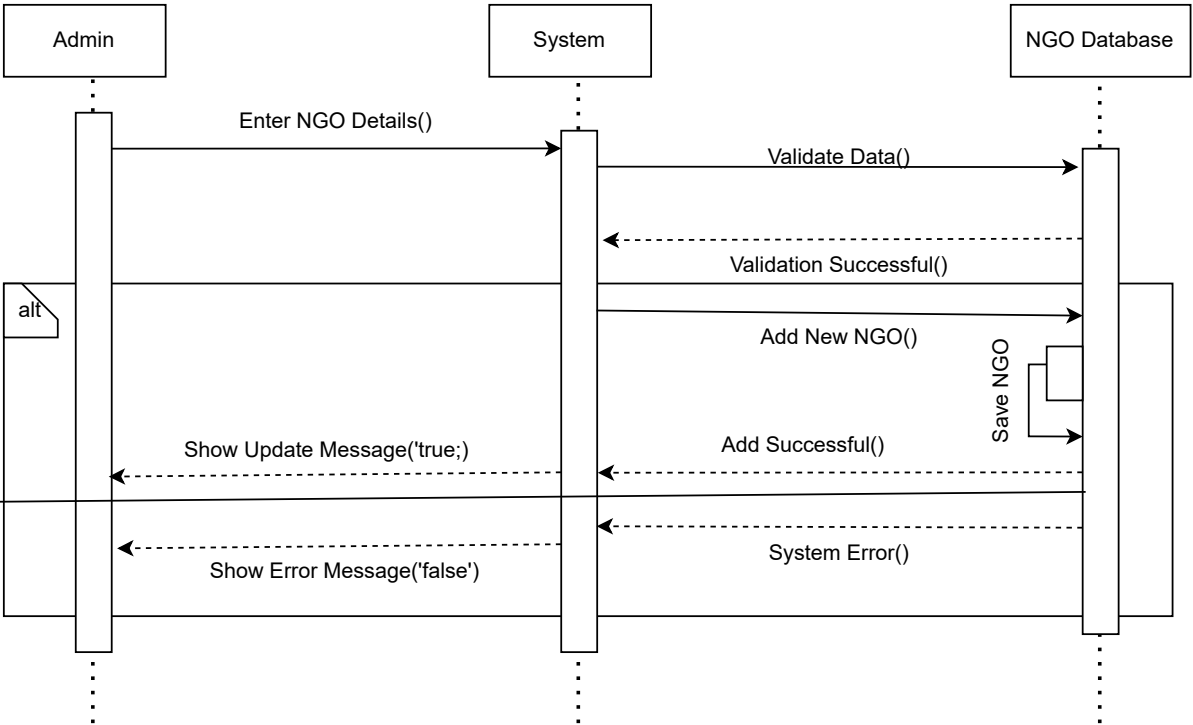 Admin
System
NGO Database
Enter NGO Details()
Validate Data()
Validation Successful()
alt
Add New NGO()
Save NGO
Add Successful()
Show Update Message('true;)
System Error()
Show Error Message('false')